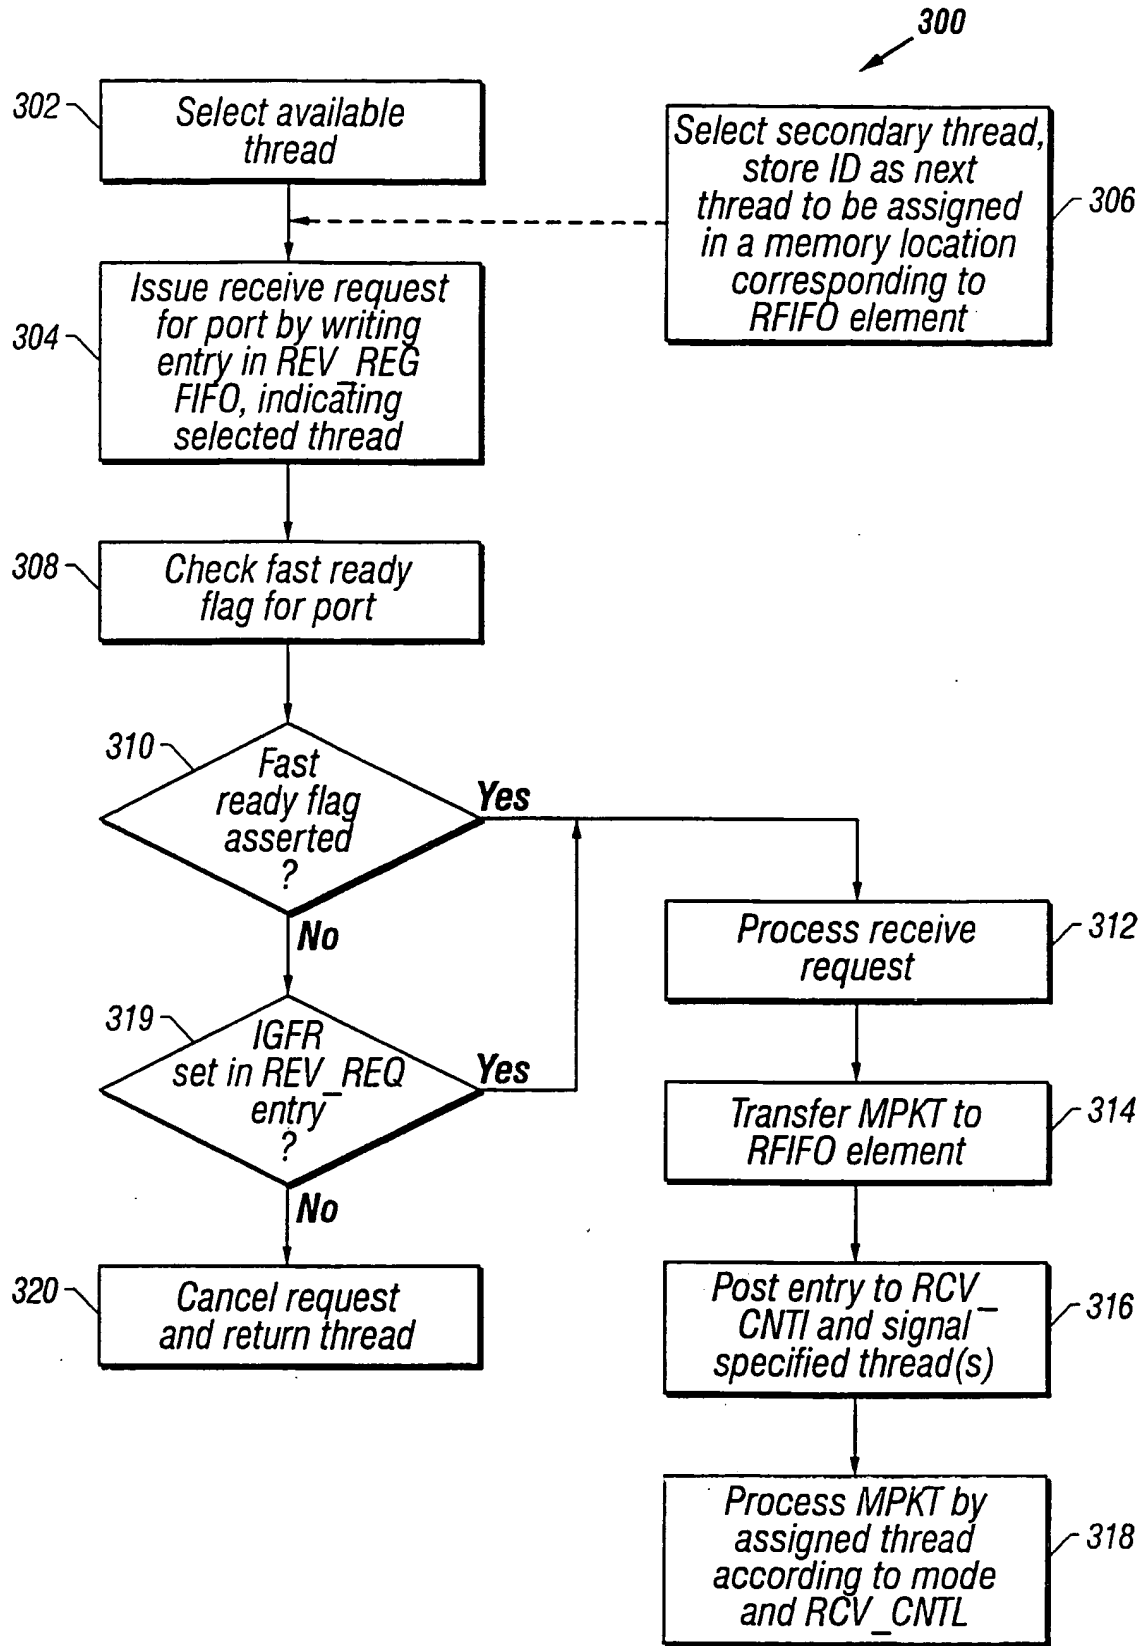 300
302
Select available
thread
Select secondary thread,
store ID as next
thread to be assigned
in a memory location
corresponding to
RFIFO element
306
304
Issue receive request
for port by writing
entry in REV_REG
FIFO, indicating
selected thread
308
Check fast ready
flag for port
310
Fast
ready flag
asserted
?
Yes
No
312
Process receive
request
319
IGFR
set in REV_REQ
entry
?
Yes
No
314
Transfer MPKT to
RFIFO element
320
Cancel request
and return thread
316
Post entry to RCV_
CNTl and signal
specified thread(s)
318
Process MPKT by
assigned thread
according to mode
and RCV_CNTL